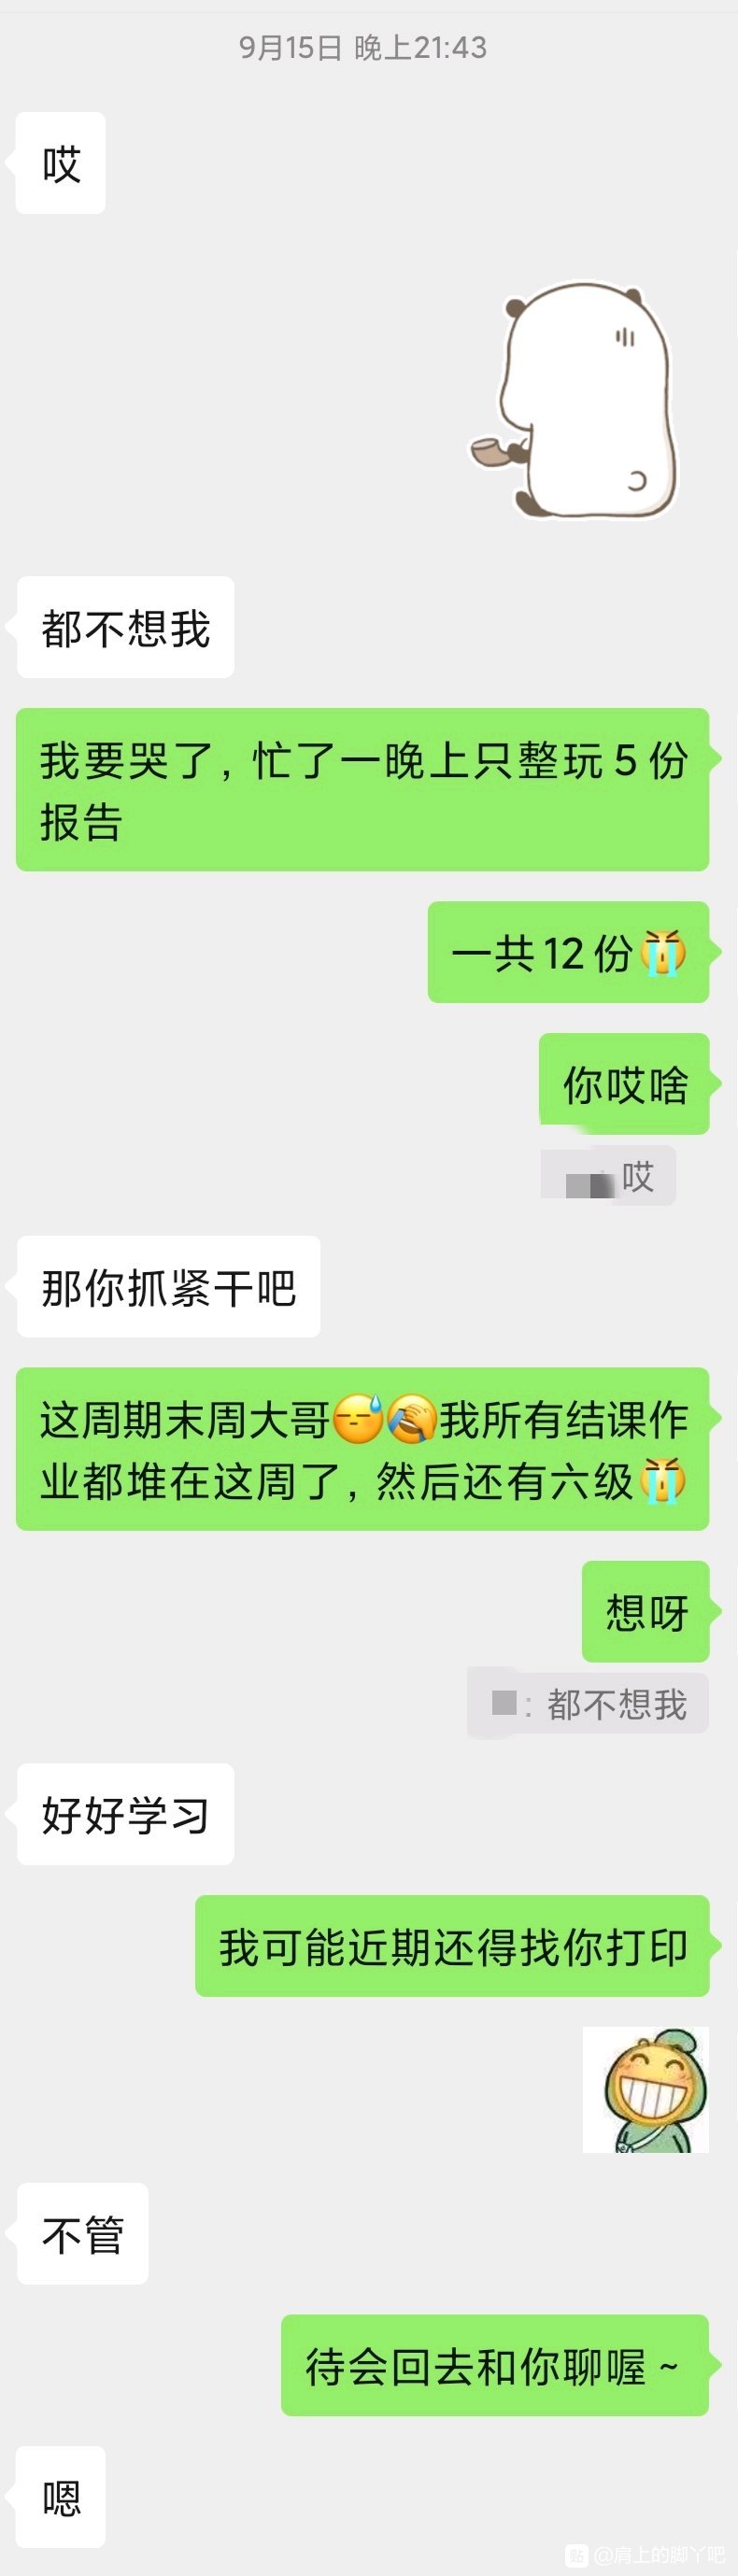 9月15日 晚上21:43
哎
都不想我
我要哭了，忙了一晚上只整玩5份
报告
一共12份
你哎啥
哎
那你抓紧干吧
这周期末周大哥我所有结课作
业都堆在这周了，然后还有六级
想呀
: 都不想我
好好学习
我可能近期还得找你打印
不管
待会回去和你聊喔~
嗯
贴 @肩上的脚丫吧